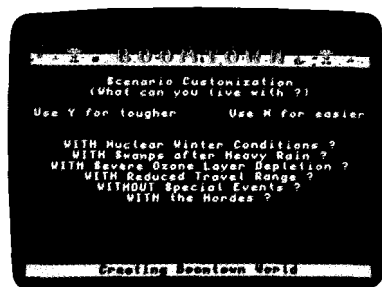 BOOMTOWN
Scenario Customization
(What can you live with ?)
Use Y for tougher Use N for easier
WITH Nuclear Winter Conditions ?
WITH Swamps after Heavy Rain ?
WITH Severe Ozone Layer Depletion ?
WITH Reduced Travel Range ?
WITHOUT Special Events ?
WITH the Hordes ?
Creating Boomtown World